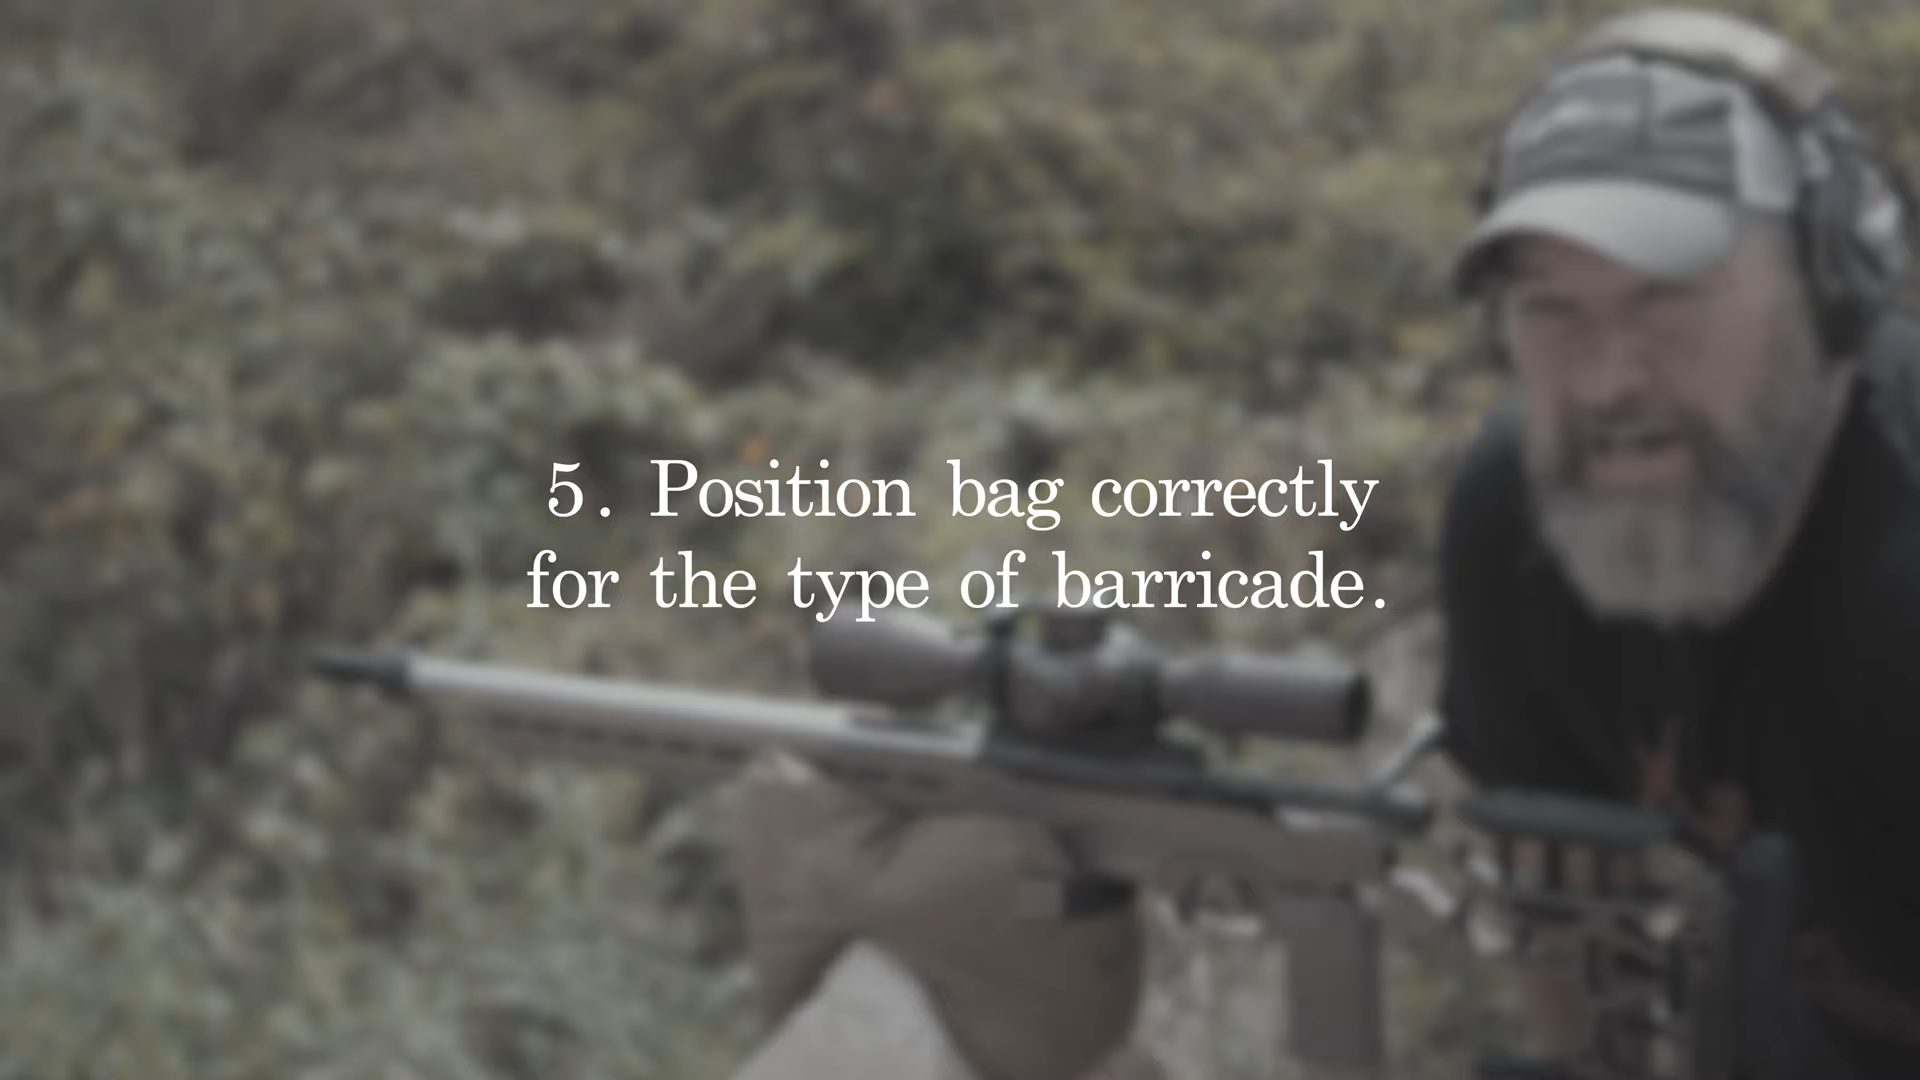 5. Position bag correctly
for the type of barricade.